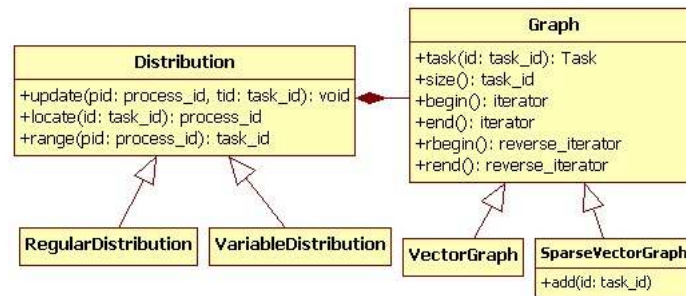 Distribution
+update(pid: process_id, tid: task_id): void
+locate(id: task_id): process_id
+range(pid: process_id): task_id
Graph
+task(id: task_id): Task
+size(): task_id
+begin(): iterator
+end(): iterator
+rbegin(): reverse_iterator
+rend(): reverse_iterator
RegularDistribution
VariableDistribution
VectorGraph
SparseVectorGraph
+add(id: task_id)